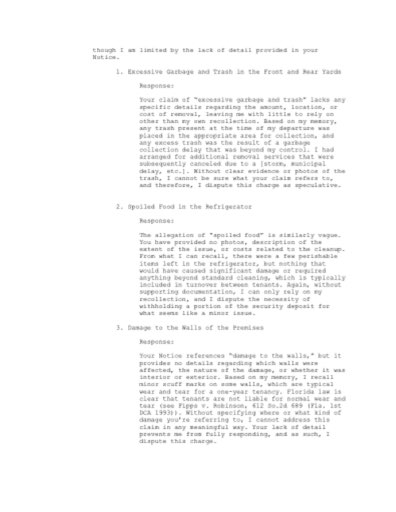 though I am limited by the lack of detail provided in your
Notice.
1. Excessive Garbage and Trash in the Front and Rear Yards
Response:
Your claim of "excessive garbage and trash" lacks any
specific details regarding the amount, location, or
cost of removal, leaving me with little to rely on
other than my own recollection. Based on my memory,
any trash present at the time of my departure was
placed in the appropriate area for collection, and
any excess trash was the result of a garbage
collection delay that was beyond my control. I had
arranged for additional removal services that were
subsequently canceled due to a [storm, municipal
delay, etc.]. Without clear evidence or photos of the
trash, I cannot be sure what your claim refers to,
and therefore, I dispute this charge as speculative.
2. Spoiled Food in the Refrigerator
Response:
The allegation of "spoiled food" is similarly vague.
You have provided no photos, description of the
extent of the issue, or costs related to the cleanup.
From what I can recall, there were a few perishable
items left in the refrigerator, but nothing that
would have caused significant damage or required
anything beyond standard cleaning, which is typically
included in turnover between tenants. Again, without
supporting documentation, I can only rely on my
recollection, and I dispute the necessity of
withholding a portion of the security deposit for
what seems like a minor issue.
3. Damage to the Walls of the Premises
Response:
Your Notice references "damage to the walls," but it
provides no details regarding which walls were
affected, the nature of the damage, or whether it was
interior or exterior. Based on my memory, I recall
minor scuff marks on some walls, which are typical
wear and tear for a one-year tenancy. Florida law is
clear that tenants are not liable for normal wear and
tear (see Fipps v. Robinson, 612 So.2d 689 (Fla. 1st
DCA 1993)). Without specifying where or what kind of
damage you're referring to, I cannot address this
claim in any meaningful way. Your lack of detail
prevents me from fully responding, and as such, I
dispute this charge.